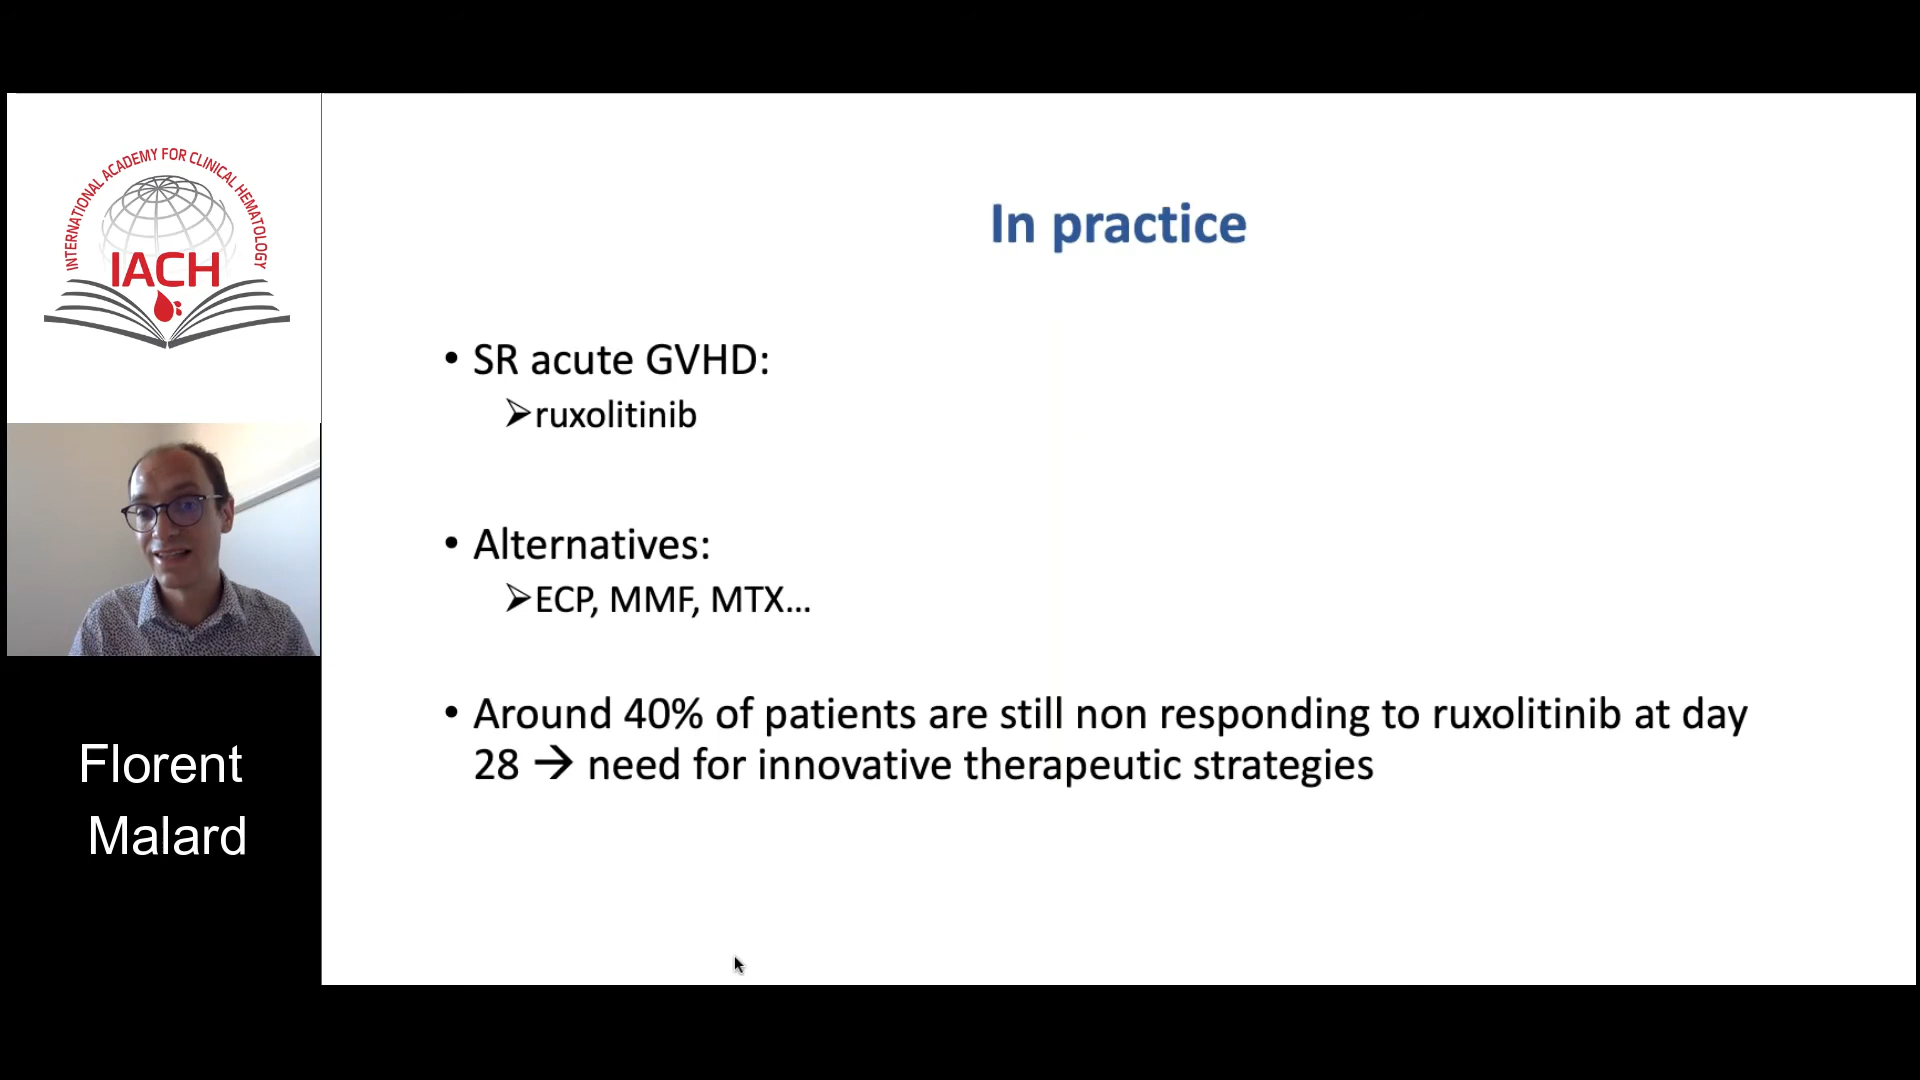 INTERNATIONAL ACADEMY FOR CLINICAL HEMATOLOGY
IACH
Florent
Malard
In practice
• SR acute GVHD:
➢ruxolitinib
• Alternatives:
➢ECP, MMF, MTX...
• Around 40% of patients are still non responding to ruxolitinib at day
28 → need for innovative therapeutic strategies